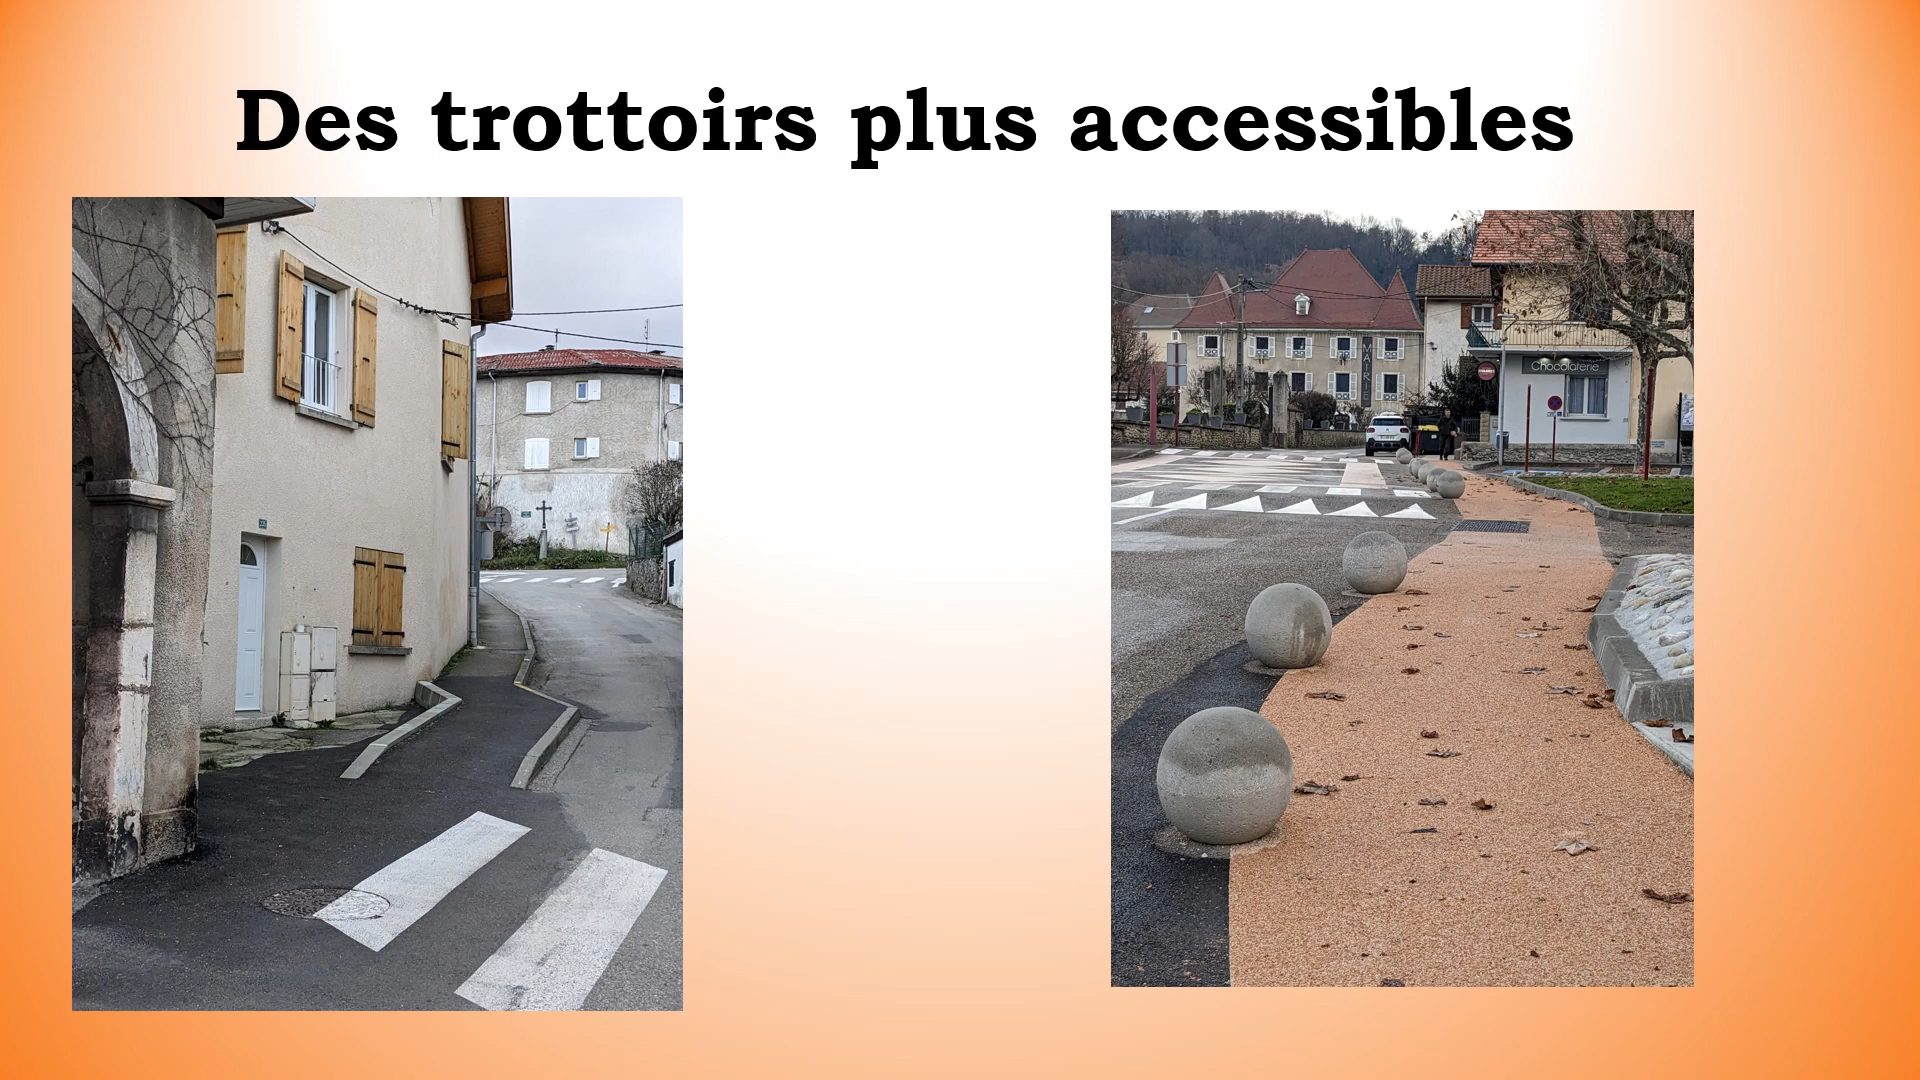 Des trottoirs plus accessibles
MAIRIE
Chocolaterie